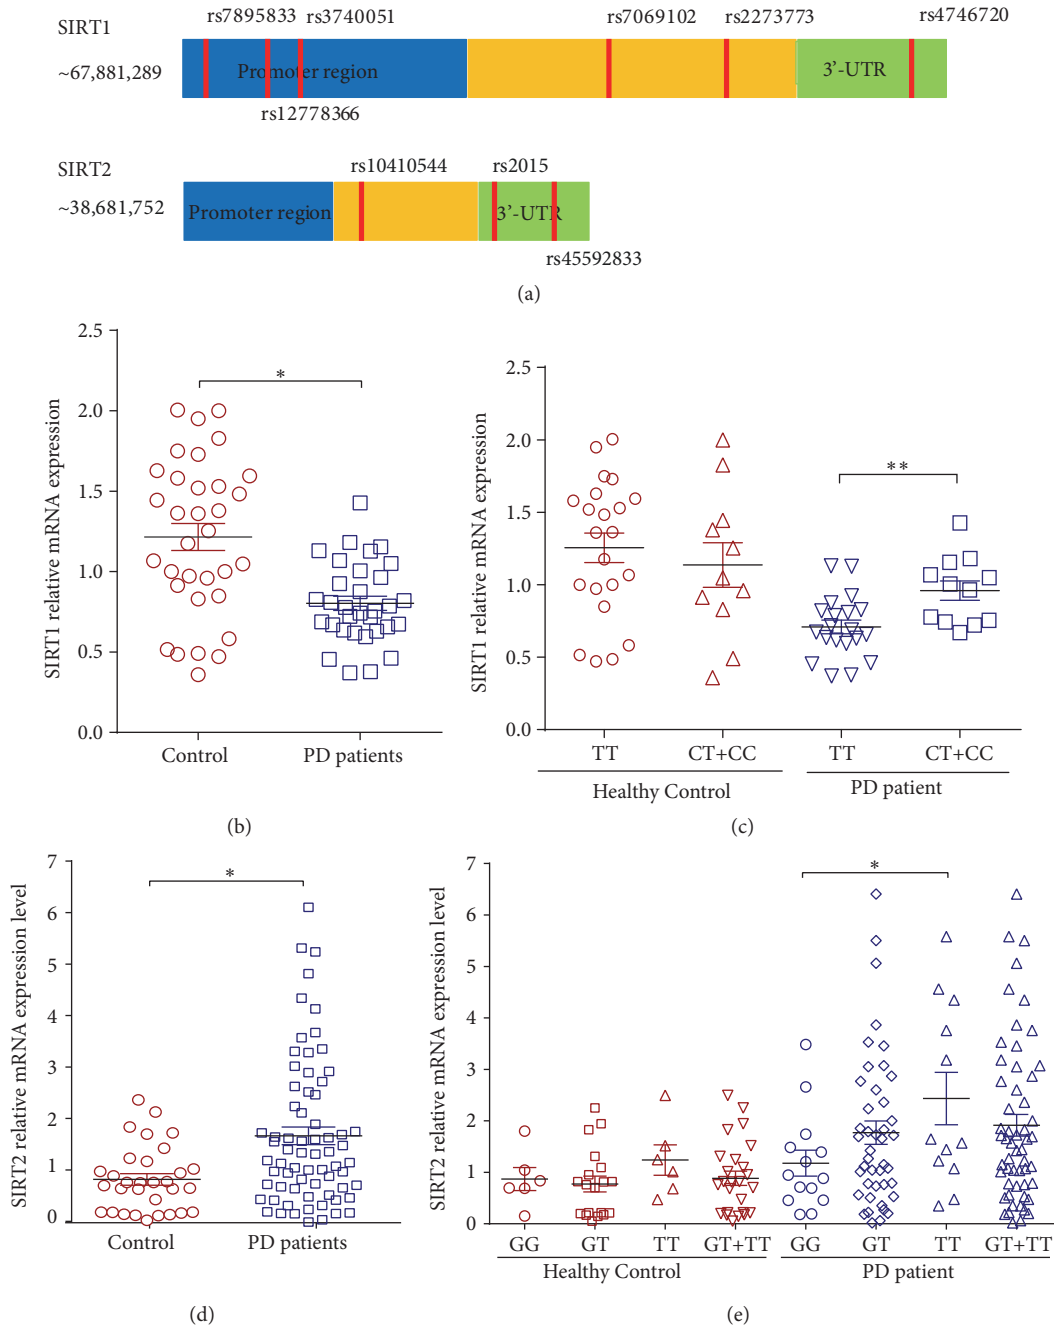 rs7895833 rs3740051 rs7069102 rs2273773 rs4746720
SIRT1
~67,881,289
Promoter region
3'-UTR
rs12778366
SIRT2
~38,681,752
rs10410544 rs2015
Promoter region
3'-UTR
rs45592833
(a)
SIRT1 relative mRNA expression
2.5
2.0
1.5
1.0
0.5
0.0
*
Control PD patients
(b)
SIRT1 relative mRNA expression
2.5
2.0
1.5
1.0
0.5
0.0
**
TT CT+CC TT CT+CC
Healthy Control PD patient
(c)
SIRT2 relative mRNA expression level
7
6
5
4
3
2
1
0
*
Control PD patients
(d)
SIRT2 relative mRNA expression level
7
6
5
4
3
2
1
0
*
GG GT TT GT+TT GG GT TT GT+TT
Healthy Control PD patient
(e)